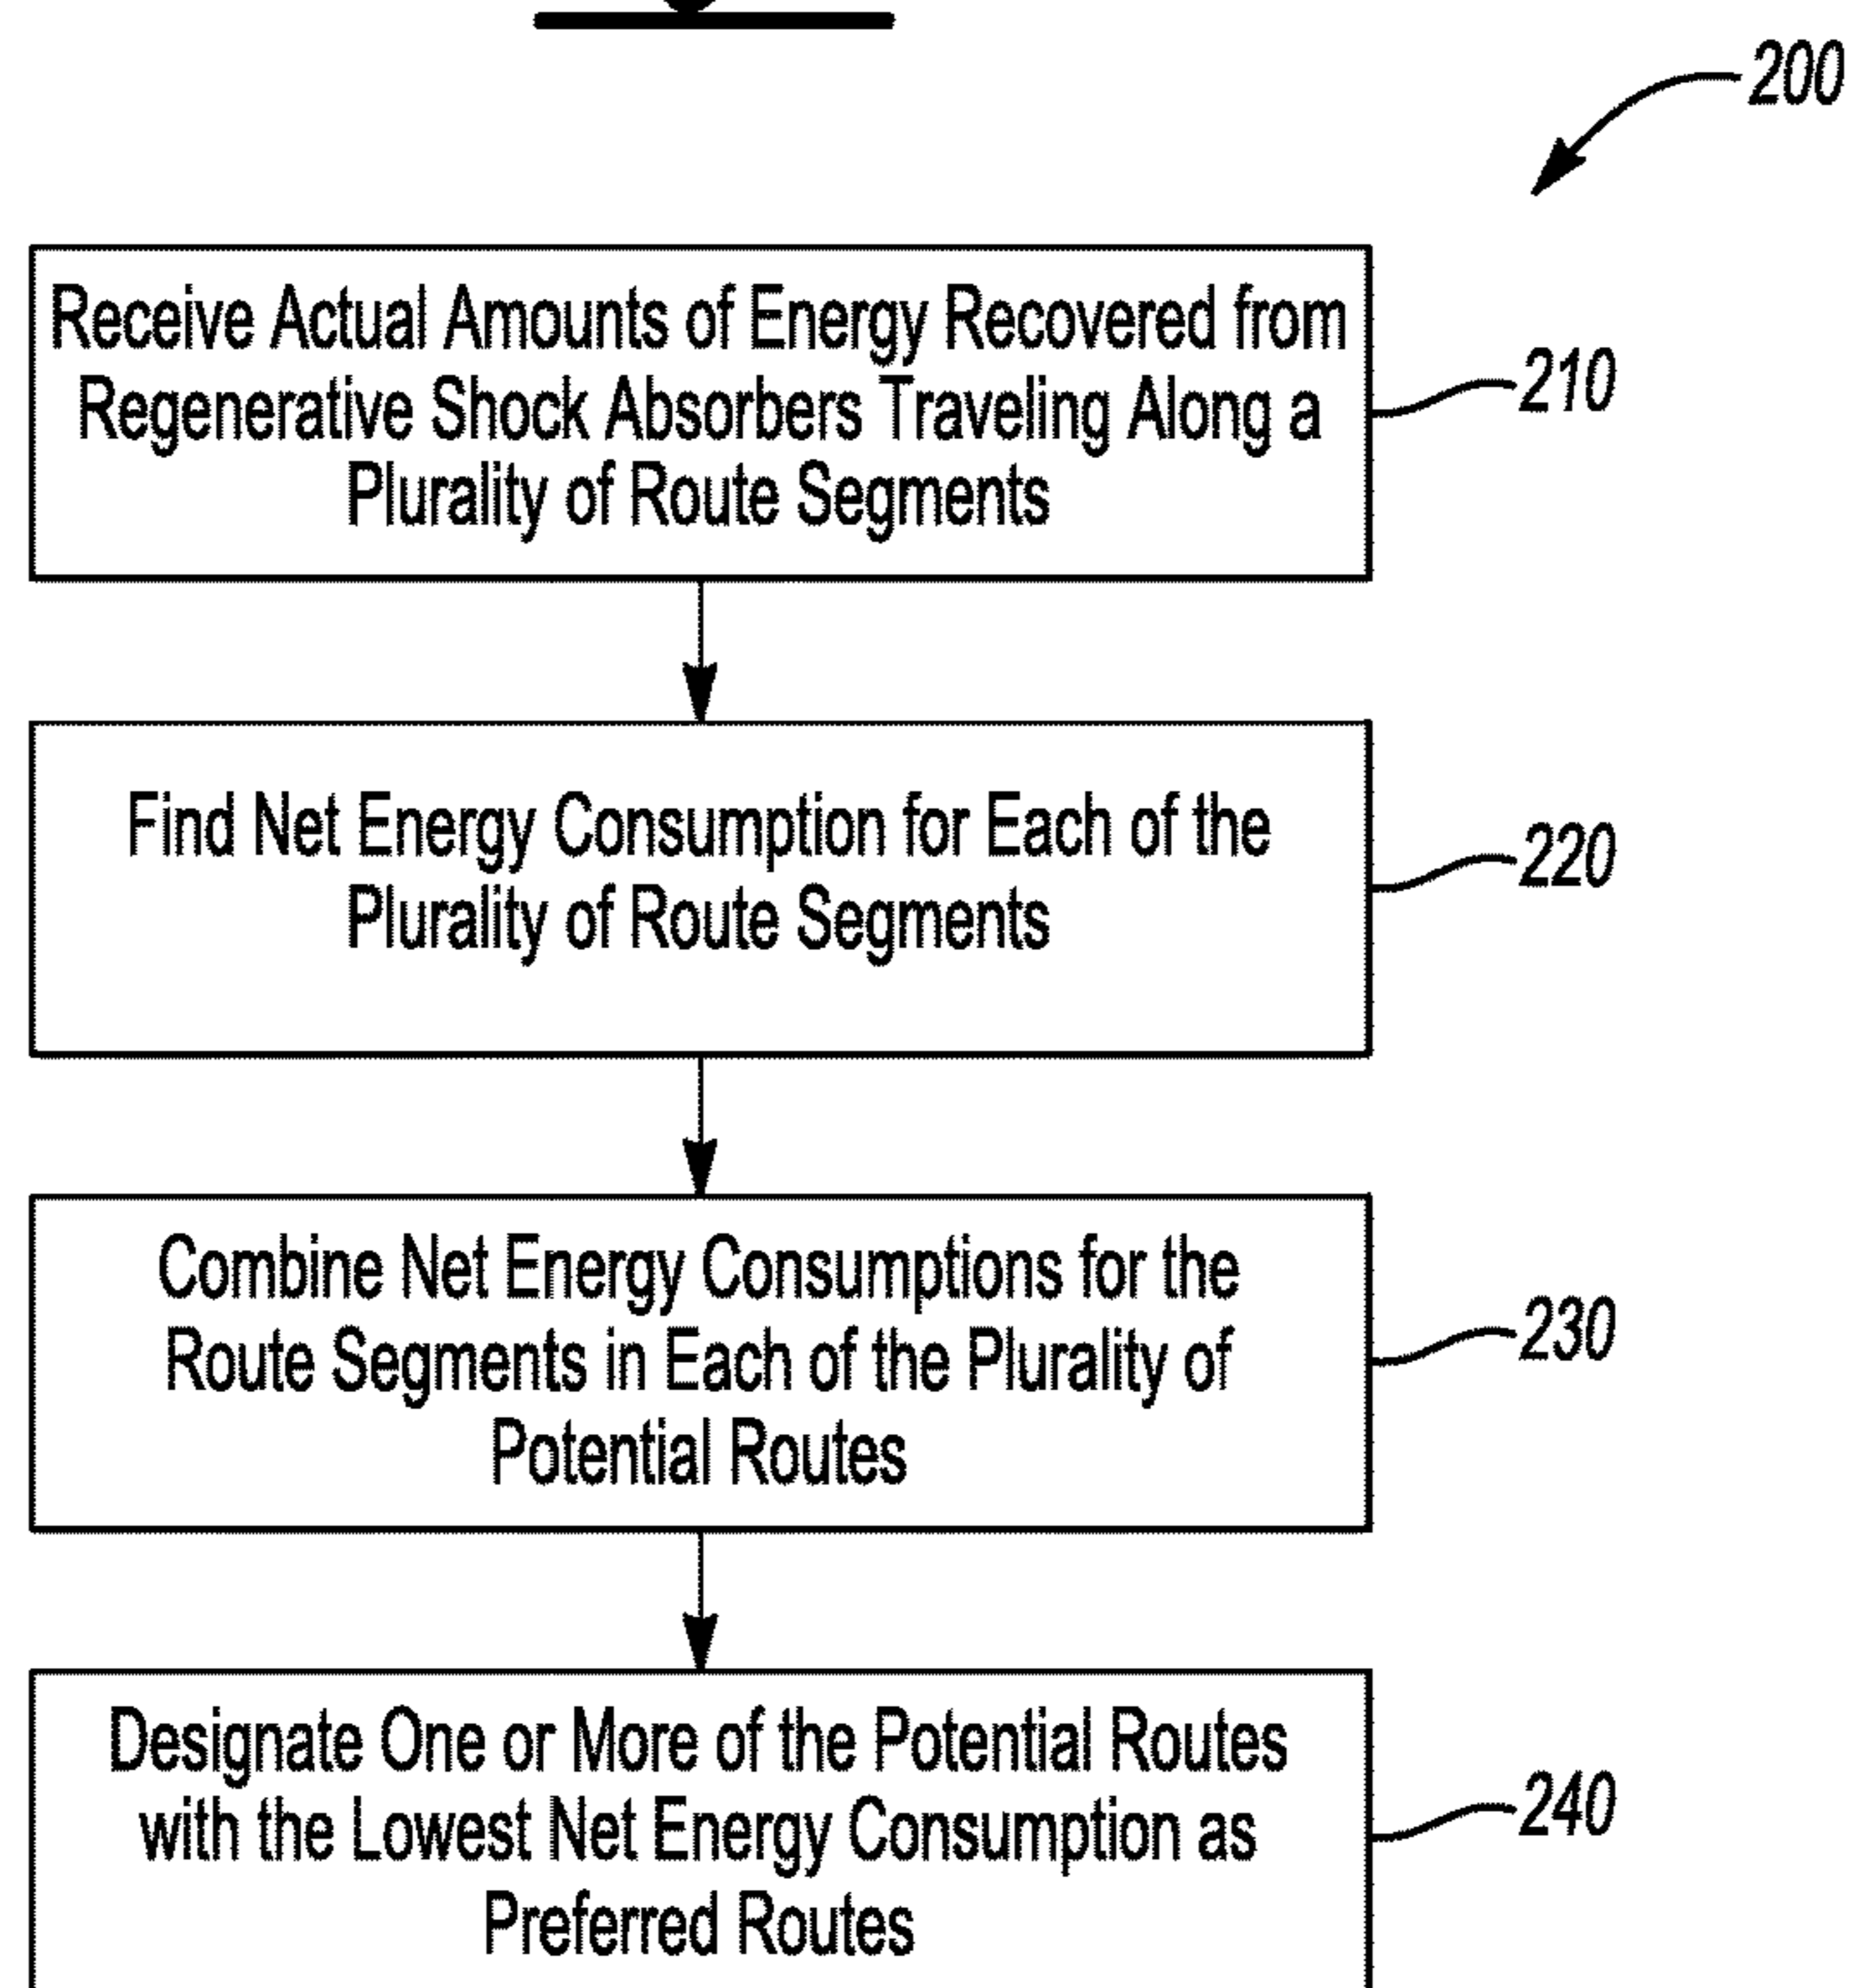 200
Receive Actual Amounts of Energy Recovered from
Regenerative Shock Absorbers Traveling Along a
Plurality of Route Segments
210
Find Net Energy Consumption for Each of the
Plurality of Route Segments
220
Combine Net Energy Consumptions for the
Route Segments in Each of the Plurality of
Potential Routes
230
Designate One or More of the Potential Routes
with the Lowest Net Energy Consumption as
Preferred Routes
240